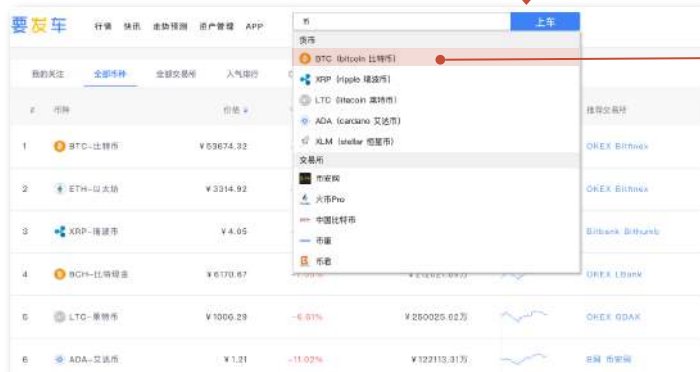 要发车 行情 快讯 走势预测 资产管理 APP 币 上车
货币
BTC (bitcoin 比特币)
XRP (ripple 瑞波币)
LTC (litecoin 莱特币)
ADA (cardano 艾达币)
XLM (stellar 恒星币)
交易所
币安网
火币Pro
中国比特币
币蛋
币君
我的关注 全部币种 全部交易所 人气排行
# 币种 价格 推荐交易所
1 BTC-比特币 ¥53674.33 OKEX Bitfinex
2 ETH-以太坊 ¥3314.92 OKEX Bitfinex
3 XRP-瑞波币 ¥4.05 Bitbank Bithumb
4 BCH-比特现金 ¥6170.67 OKEX LBank
5 LTC-莱特币 ¥1006.29 -6.61% ¥250025.62万 OKEX GDAX
6 ADA-艾达币 ¥1.21 -11.02% ¥122113.31万 B网 币安网